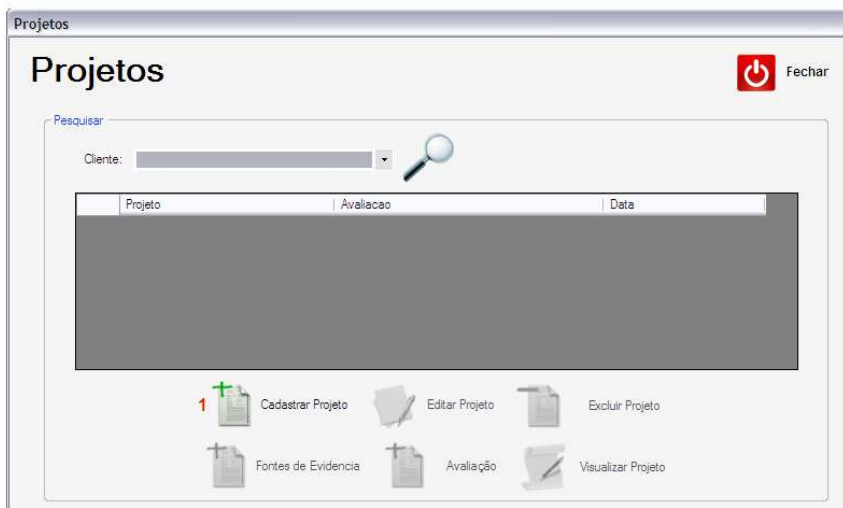 Projetos
Projetos
Fechar
Pesquisar
Cliente:
Projeto Avaliacao Data
1 Cadastrar Projeto Editar Projeto Excluir Projeto
Fontes de Evidencia Avaliação Visualizar Projeto